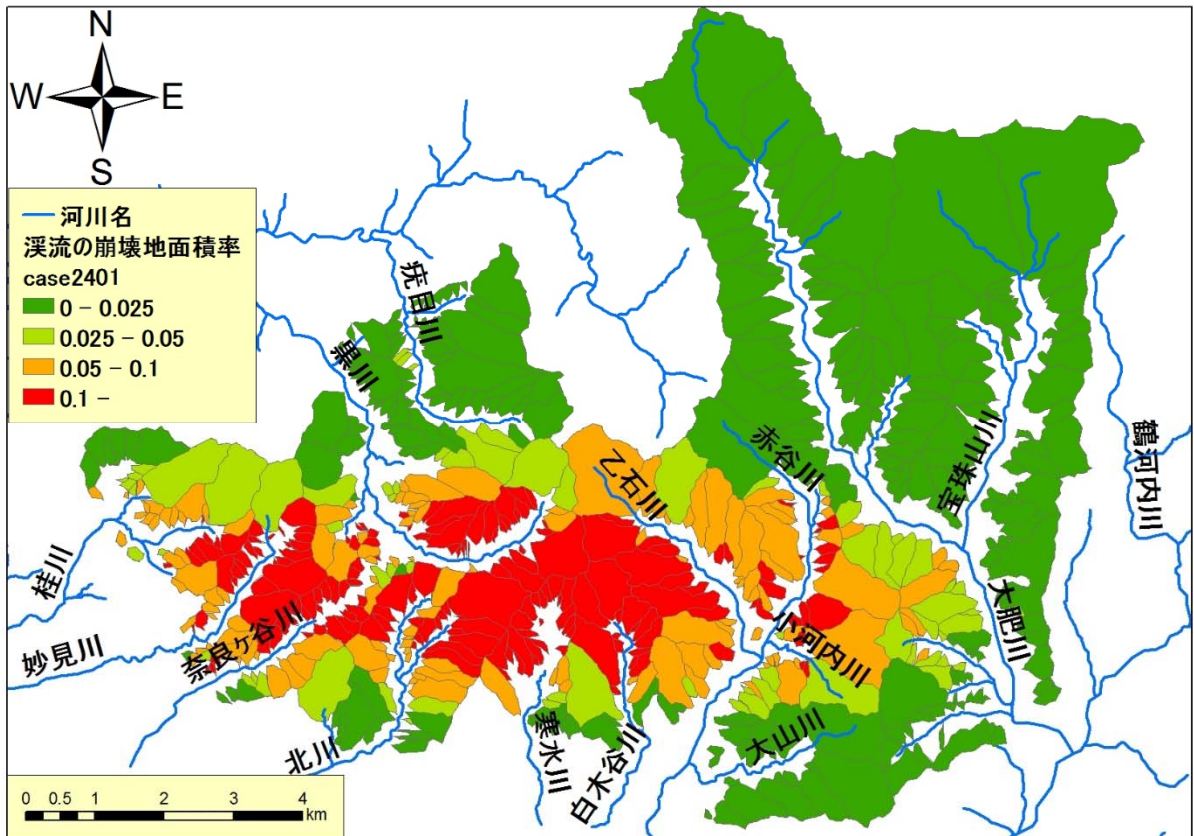 N
W E
S
河川名
渓流の崩壊地面積率
case2401
0 - 0.025
0.025 - 0.05
0.05 - 0.1
0.1 -
疣目川
黒川
乙石川
赤谷川
宝珠山川
鶴河内川
桂川
妙見川
奈良ヶ谷川
北川
寒水川
白木谷川
小河内川
大山川
大肥川
0 0.5 1 2 3 4
km